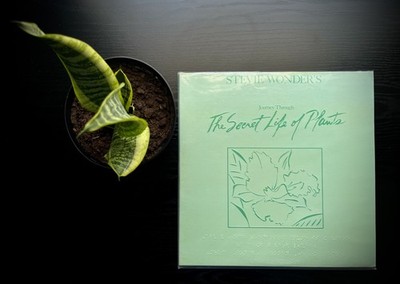 STEVIE WONDER'S
Journey Through
The Secret Life of Plants